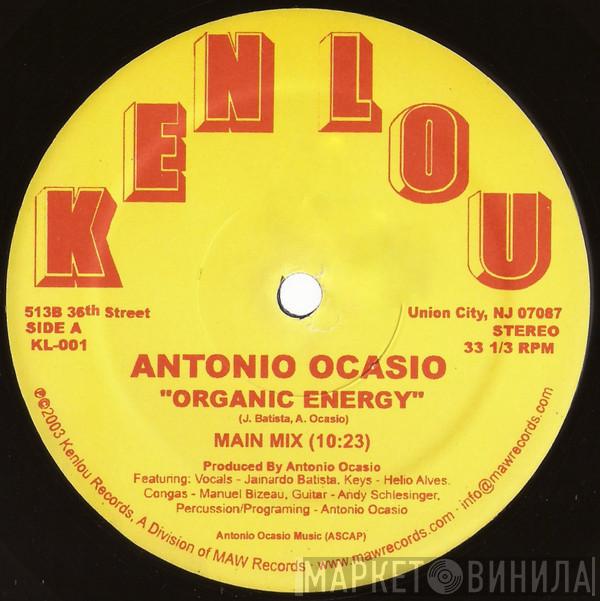 KEN LOU
513B 36th Street
SIDE A
KL-001
Union City, NJ 07087
STEREO
33 1/3 RPM
ANTONIO OCASIO
"ORGANIC ENERGY"
(J. Batista, A. Ocasio)
MAIN MIX (10:23)
Produced By Antonio Ocasio
Featuring: Vocals - Jainardo Batista, Keys - Helio Alves.
Congas - Manuel Bizeau, Guitar - Andy Schlesinger,
Percussion/Programing - Antonio Ocasio
Antonio Ocasio Music (ASCAP)
℗©2003 Kenlou Records, A Division of MAW Records · www.mawrecords.com · info@mawrecords.com
МАРКЕТ ВИНИЛА